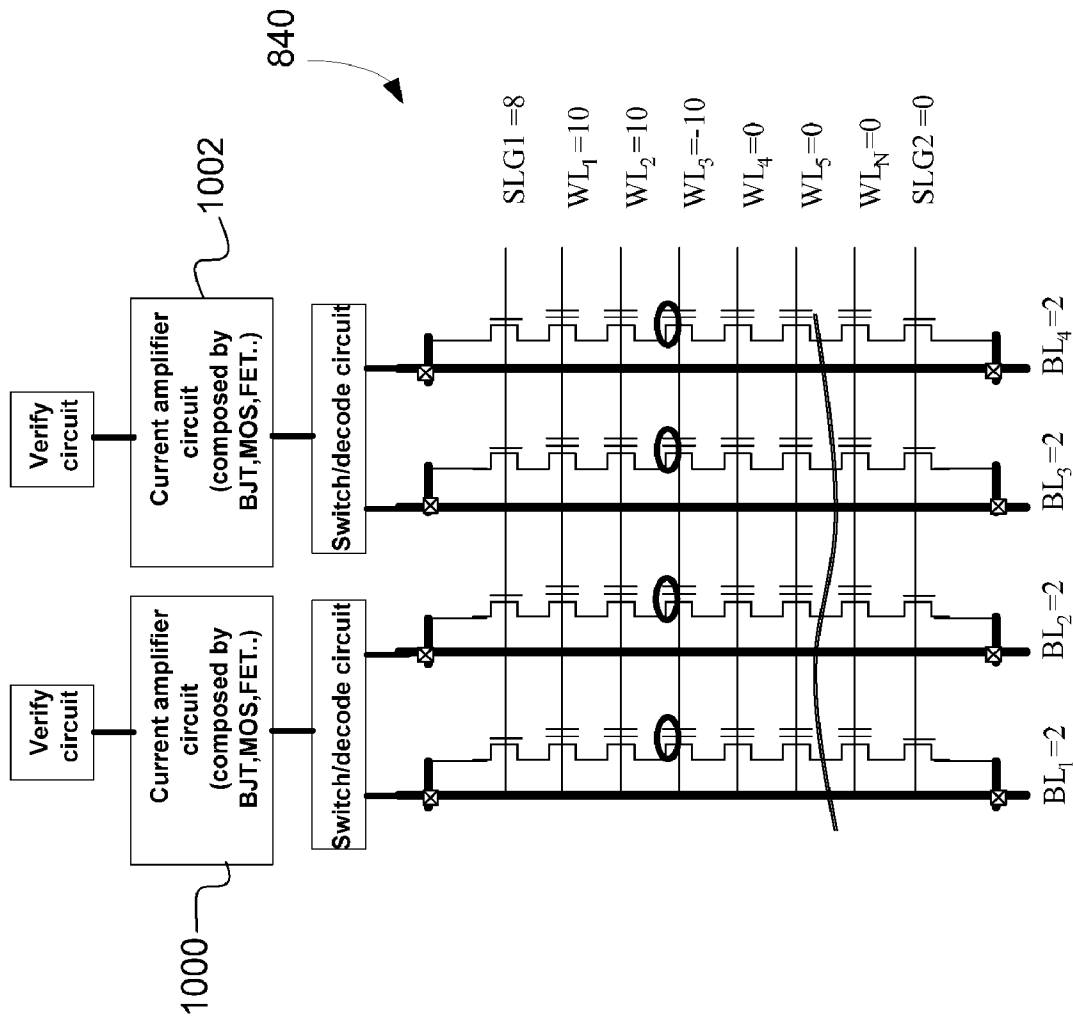 Verify
circuit
Current amplifier
circuit
(composed by
BJT,MOS,FET..)
Switch/decode circuit
1000
Verify
circuit
Current amplifier
circuit
(composed by
BJT,MOS,FET..)
Switch/decode circuit
1002
840
SLG1 =8
WL1=10
WL2=10
WL3=-10
WL4=0
WL5=0
WLN=0
SLG2=0
BL1=2
BL2=2
BL3=2
BL4=2